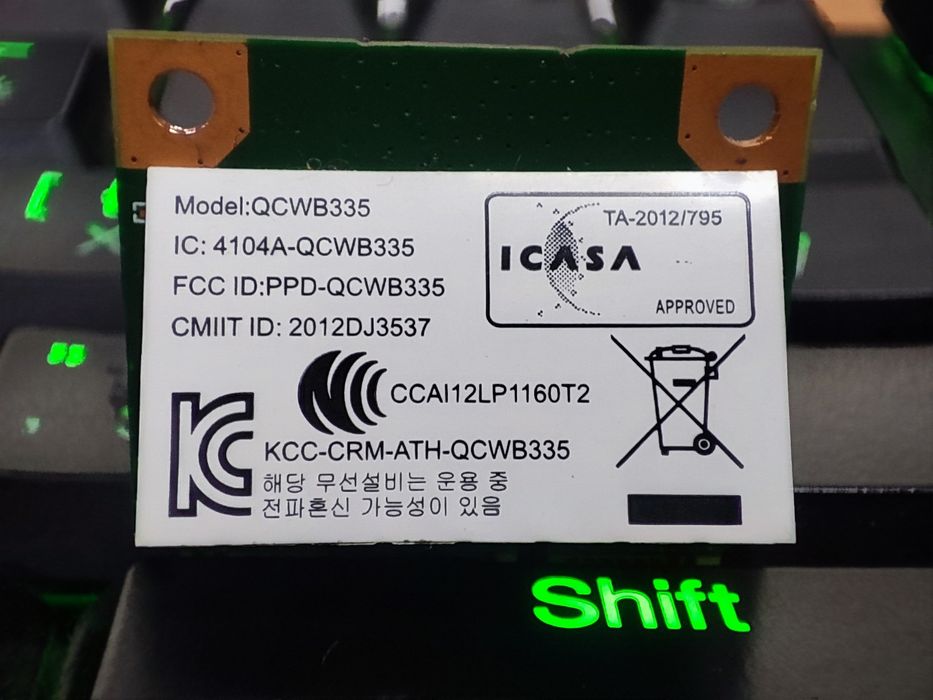 Model:QCWB335
IC: 4104A-QCWB335
FCC ID:PPD-QCWB335
CMIIT ID: 2012DJ3537
TA-2012/795
ICASA
APPROVED
CCAI12LP1160T2
KCC-CRM-ATH-QCWB335
해당 무선설비는 운용 중
전파혼신 가능성이 있음
Shift